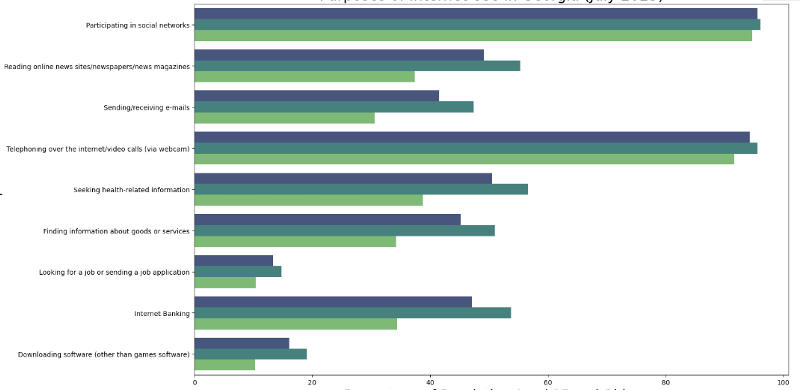 Participating in social networks
Reading online news sites/newspapers/news magazines
Sending/receiving e-mails
Telephoning over the internet/video calls (via webcam)
Seeking health-related information
Finding information about goods or services
Looking for a job or sending a job application
Internet Banking
Downloading software (other than games software)
0 20 40 60 80 100